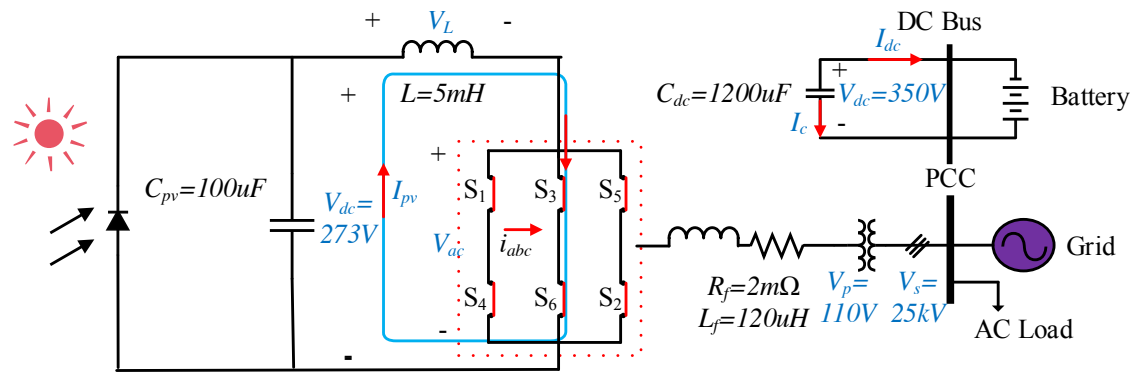 + V_L -
DC Bus
I_dc
+
L=5mH
C_dc=1200uF
+
V_dc=350V
Battery
I_c
-
+
C_pv=100uF
V_dc=
273V
I_pv
S_1
S_3
S_5
PCC
V_ac
i_abc
Grid
S_4
S_6
S_2
R_f=2mΩ
L_f=120uH
V_p=
110V
V_s=
25kV
AC Load
-
-